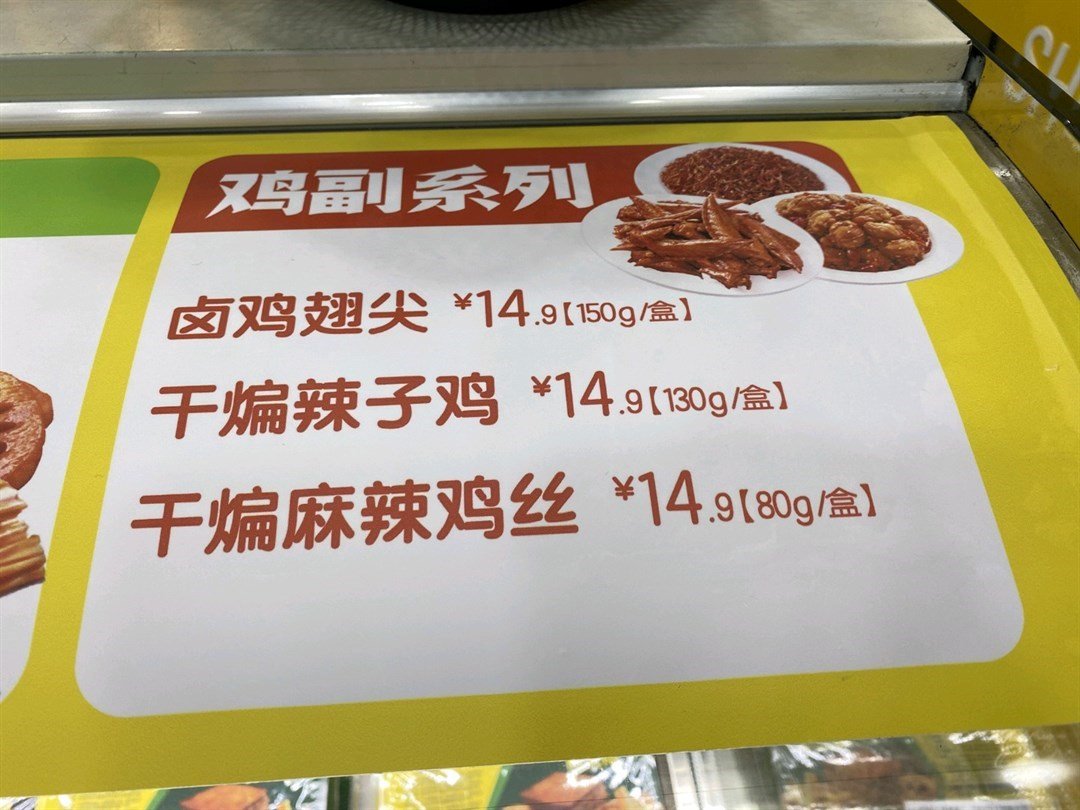 鸡副系列
卤鸡翅尖 ¥14.9【150g/盒】
干煸辣子鸡 ¥14.9【130g/盒】
干煸麻辣鸡丝 ¥14.9【80g/盒】
SH